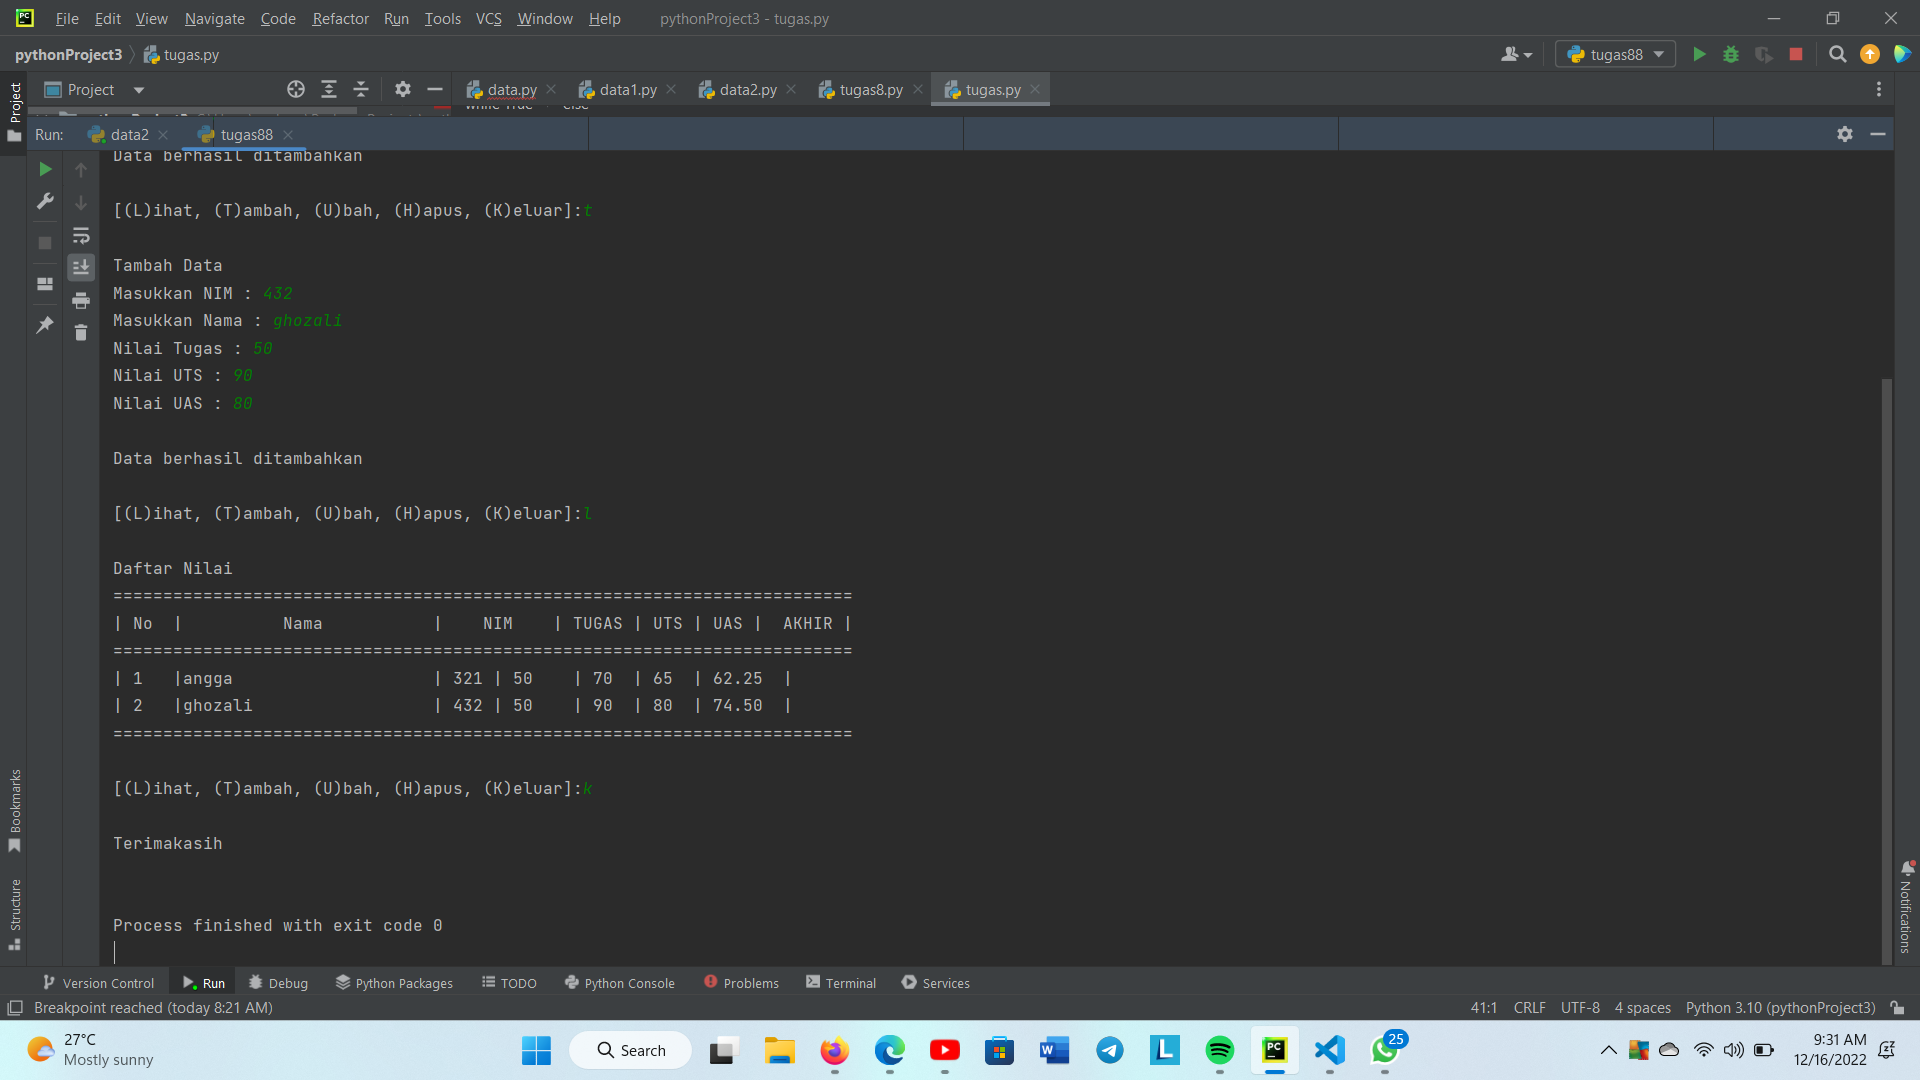 File Edit View Navigate Code Refactor Run Tools VCS Window Help pythonProject3 - tugas.py
pythonProject3 tugas.py tugas88
Project data.py data1.py data2.py tugas8.py tugas.py
Project
While True Else
Run: data2 tugas88
Data berhasil ditambahkan
[(L)ihat, (T)ambah, (U)bah, (H)apus, (K)eluar]:t
Tambah Data
Masukkan NIM : 432
Masukkan Nama : ghozali
Nilai Tugas : 50
Nilai UTS : 90
Nilai UAS : 80
Data berhasil ditambahkan
[(L)ihat, (T)ambah, (U)bah, (H)apus, (K)eluar]:l
Daftar Nilai
==========================================================================
| No  |          Nama           |    NIM    | TUGAS | UTS | UAS |  AKHIR |
==========================================================================
| 1   |angga                    | 321 | 50    | 70  | 65  | 62.25  |
| 2   |ghozali                  | 432 | 50    | 90  | 80  | 74.50  |
==========================================================================
[(L)ihat, (T)ambah, (U)bah, (H)apus, (K)eluar]:k
Terimakasih
Process finished with exit code 0
Bookmarks
Structure
Notifications
Version Control Run Debug Python Packages TODO Python Console Problems Terminal Services
Breakpoint reached (today 8:21 AM) 41:1 CRLF UTF-8 4 spaces Python 3.10 (pythonProject3)
27°C
Mostly sunny
Search
25
9:31 AM
12/16/2022